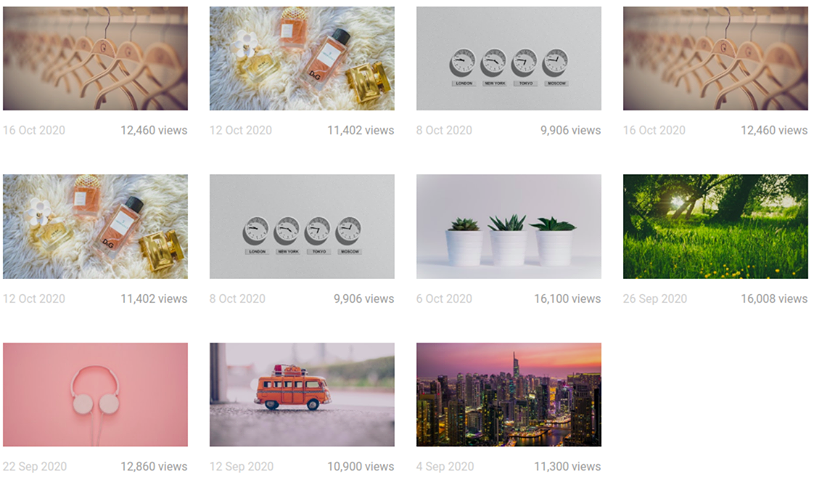 D&G
LONDON NEW YORK TOKYO MOSCOW
16 Oct 2020 12,460 views
12 Oct 2020 11,402 views
8 Oct 2020 9,906 views
16 Oct 2020 12,460 views
D&G
LONDON NEW YORK TOKYO MOSCOW
12 Oct 2020 11,402 views
8 Oct 2020 9,906 views
6 Oct 2020 16,100 views
26 Sep 2020 16,008 views
22 Sep 2020 12,860 views
12 Sep 2020 10,900 views
4 Sep 2020 11,300 views